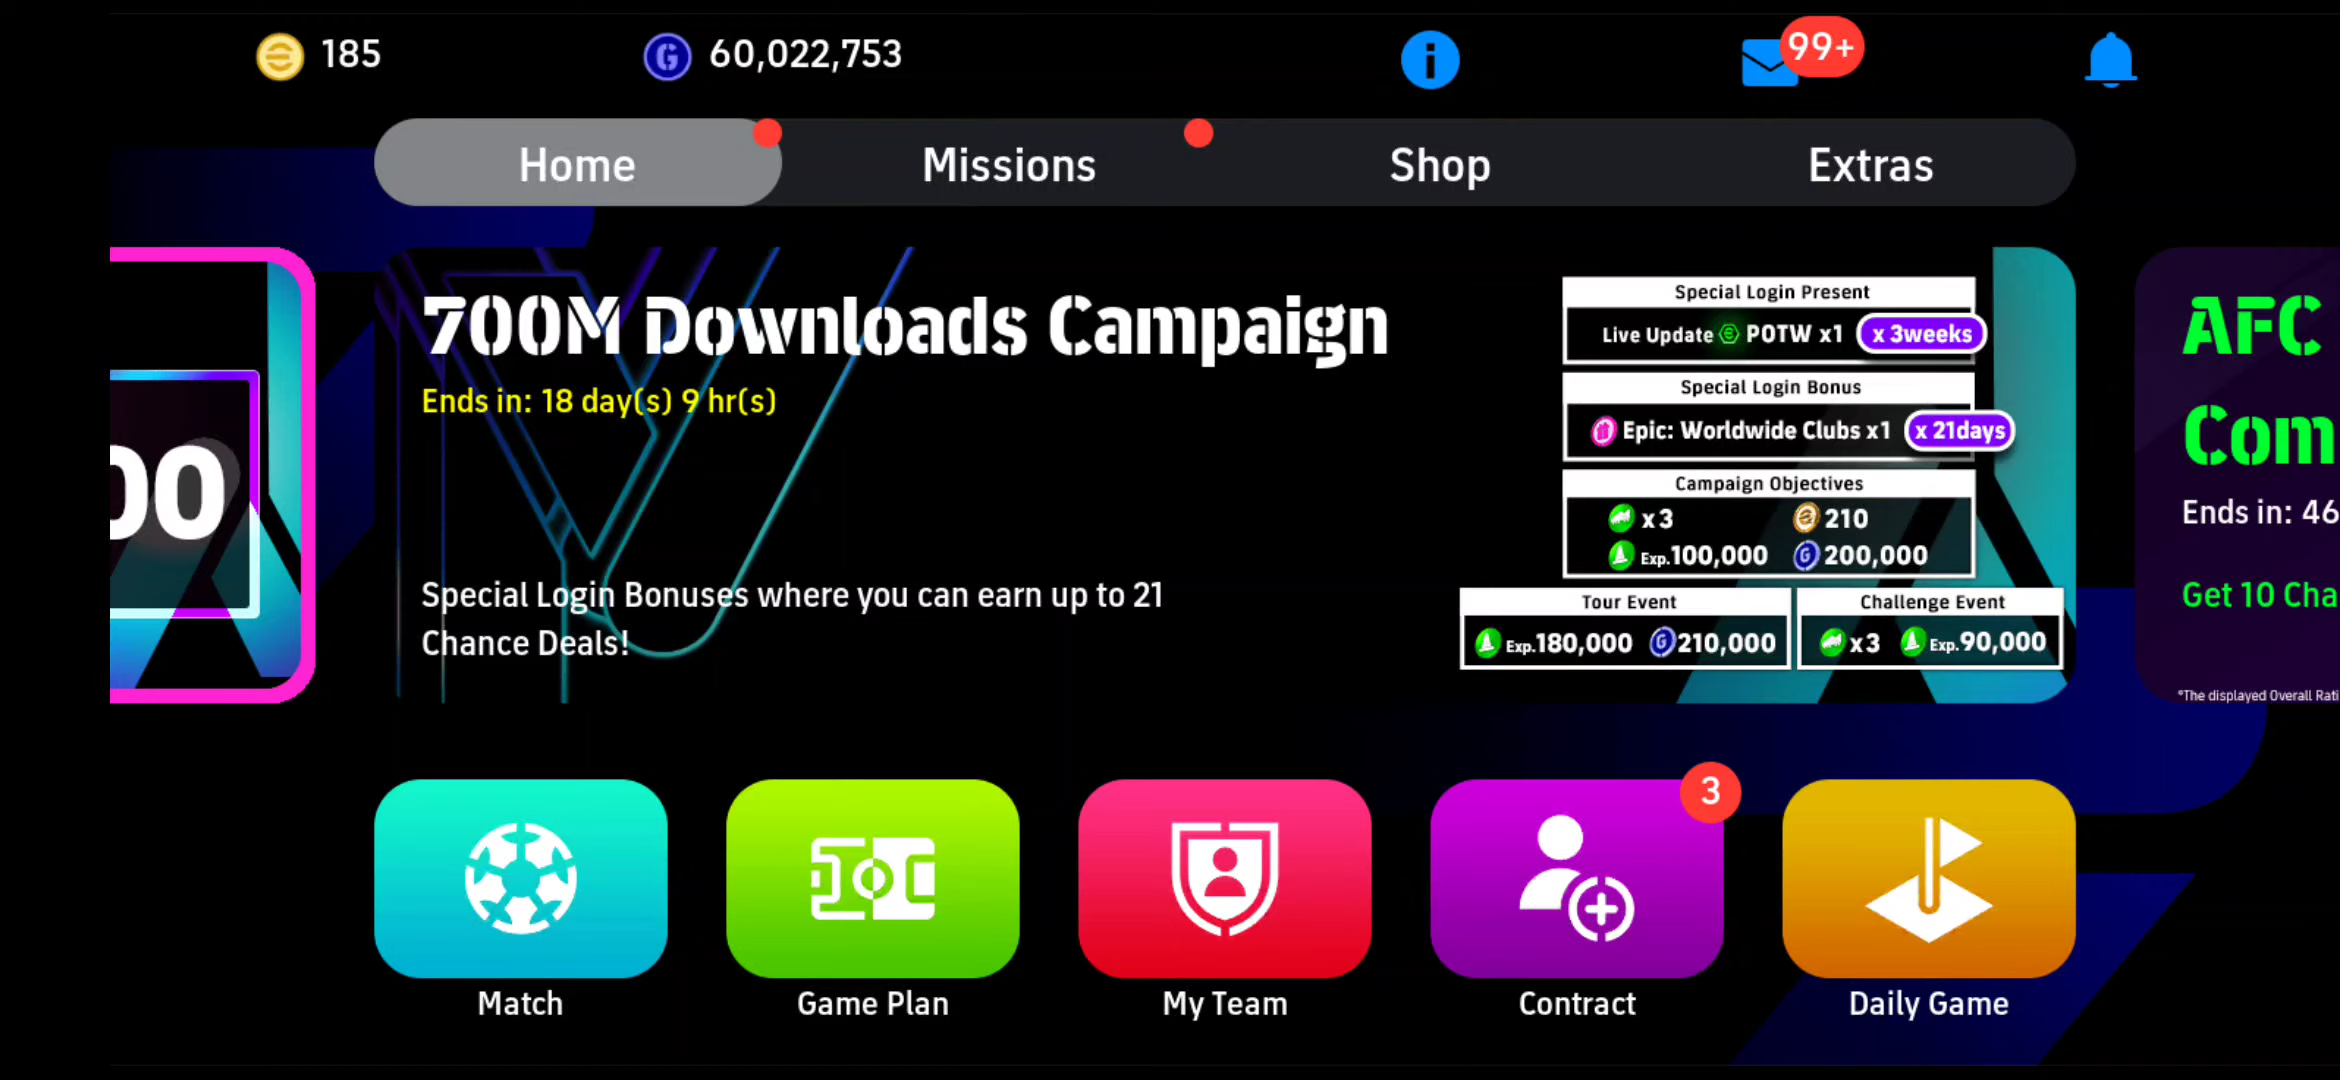 185
60,022,753
99+
Home
Missions
Shop
Extras
00
700M Downloads Campaign
Ends in: 18 day(s) 9 hr(s)
Special Login Bonuses where you can earn up to 21
Chance Deals!
Special Login Present
Live Update POTW x1 x 3weeks
Special Login Bonus
Epic: Worldwide Clubs x1 x 21days
Campaign Objectives
x3 210
Exp.100,000 G 200,000
Tour Event
Exp.180,000 G 210,000
Challenge Event
x3 Exp.90,000
AFC
Com
Ends in: 46
Get 10 Cha
*The displayed Overall Rati
3
Match
Game Plan
My Team
Contract
Daily Game